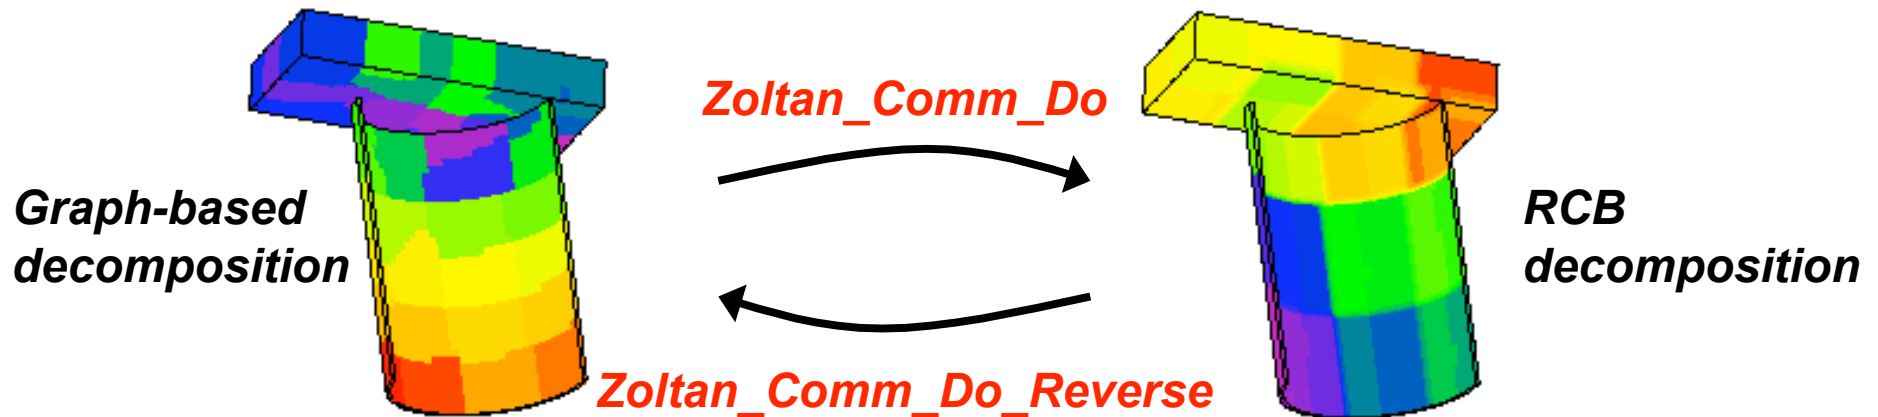 Zoltan_Comm_Do
Graph-based
decomposition
RCB
decomposition
Zoltan_Comm_Do_Reverse